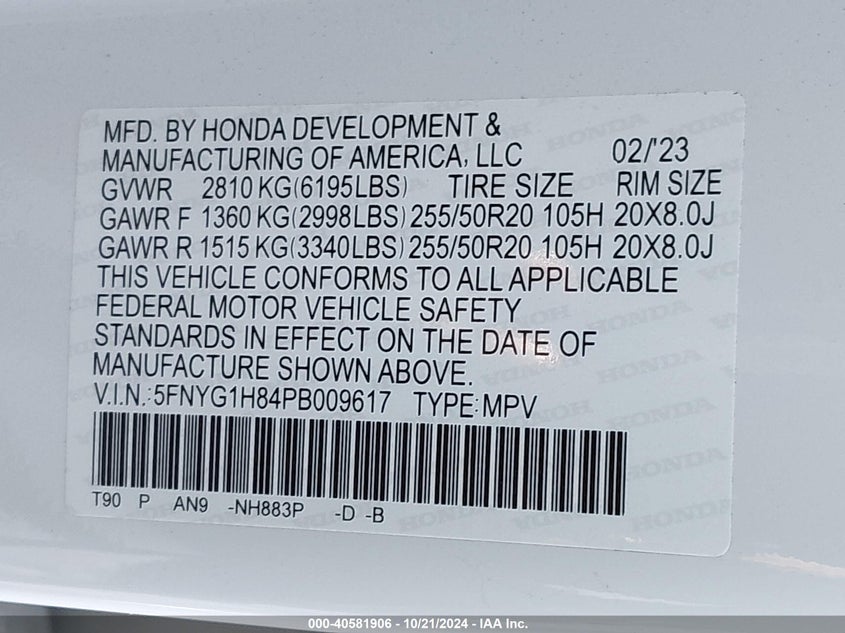 MFD. BY HONDA DEVELOPMENT &
MANUFACTURING OF AMERICA, LLC 02/'23
GVWR 2810 KG(6195LBS) TIRE SIZE RIM SIZE
GAWR F 1360 KG(2998LBS) 255/50R20 105H 20X8.0J
GAWR R 1515 KG(3340LBS) 255/50R20 105H 20X8.0J
THIS VEHICLE CONFORMS TO ALL APPLICABLE
FEDERAL MOTOR VEHICLE SAFETY
STANDARDS IN EFFECT ON THE DATE OF
MANUFACTURE SHOWN ABOVE.
V.I.N.:5FNYG1H84PB009617 TYPE:MPV
T90 P AN9 -NH883P -D -B
000-40581906 - 10/21/2024 - IAA Inc.